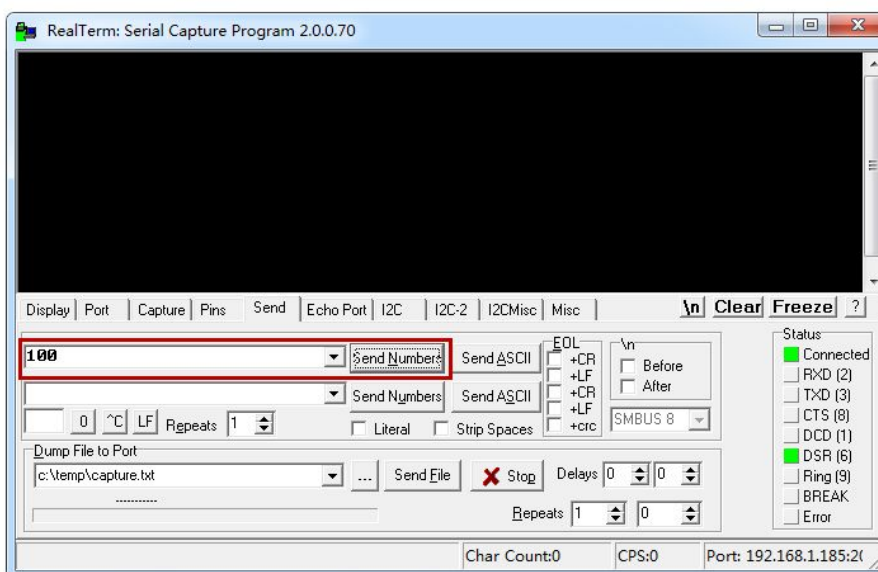 RealTerm: Serial Capture Program 2.0.0.70
Display Port Capture Pins Send Echo Port I2C I2C-2 I2CMisc Misc \n Clear Freeze ?
100 Send Numbers Send ASCII
Send Numbers Send ASCII
0 ^C LF Repeats 1 Literal Strip Spaces
EOL
+CR
+LF
+CR
+LF
+crc
\n
Before
After
SMBUS 8
Dump File to Port
c:\temp\capture.txt ... Send File X Stop Delays 0 0
-----------
Repeats 1 0
Status
Connected
RXD (2)
TXD (3)
CTS (8)
DCD (1)
DSR (6)
Ring (9)
BREAK
Error
Char Count:0 CPS:0 Port: 192.168.1.185:2(